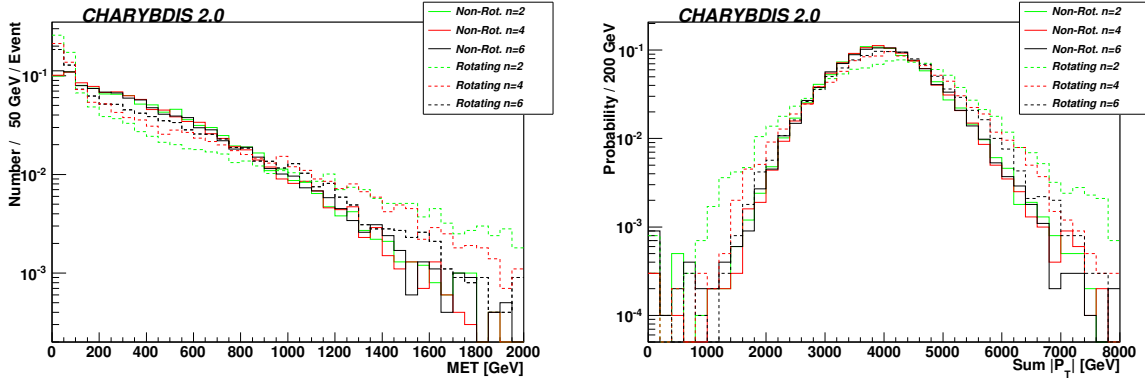 CHARYBDIS 2.0
Number / 50 GeV / Event
Non-Rot. n=2
Non-Rot. n=4
Non-Rot. n=6
Rotating n=2
Rotating n=4
Rotating n=6
10⁻¹
10⁻²
10⁻³
0 200 400 600 800 1000 1200 1400 1600 1800 2000
MET [GeV]
CHARYBDIS 2.0
Probability / 200 GeV
Non-Rot. n=2
Non-Rot. n=4
Non-Rot. n=6
Rotating n=2
Rotating n=4
Rotating n=6
10⁻¹
10⁻²
10⁻³
10⁻⁴
0 1000 2000 3000 4000 5000 6000 7000 8000
Sum |P_T| [GeV]